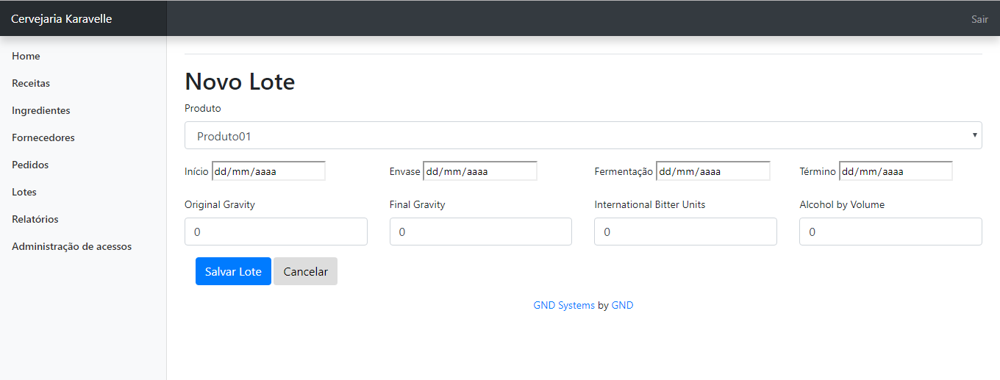 Cervejaria Karavelle Sair
Home
Receitas
Ingredientes
Fornecedores
Pedidos
Lotes
Relatórios
Administração de acessos
Novo Lote
Produto
Produto01
Início dd/mm/aaaa Envase dd/mm/aaaa Fermentação dd/mm/aaaa Término dd/mm/aaaa
Original Gravity Final Gravity International Bitter Units Alcohol by Volume
0 0 0 0
Salvar Lote Cancelar
GND Systems by GND